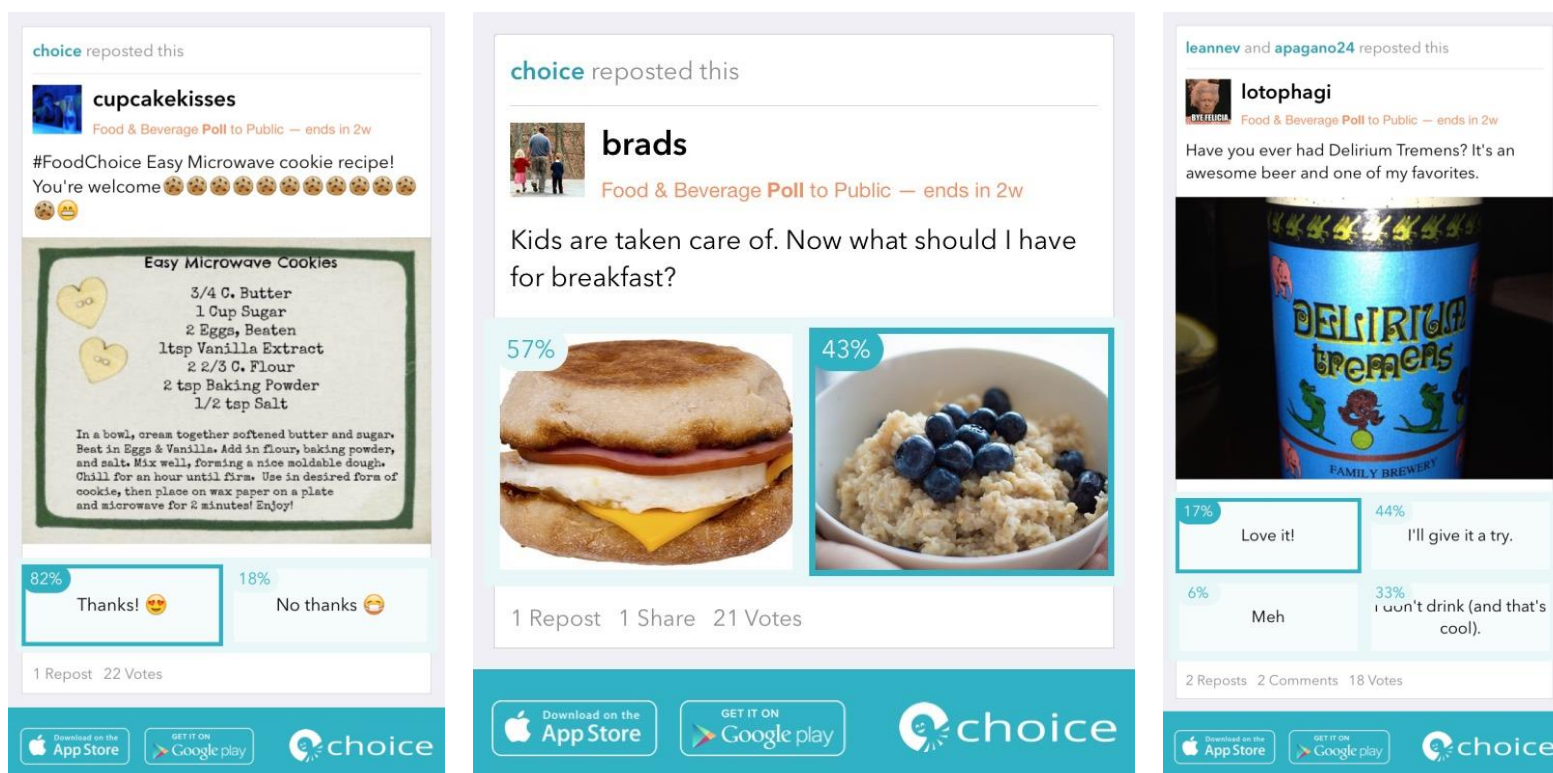 choice reposted this
cupcakekisses
Food & Beverage Poll to Public — ends in 2w
#FoodChoice Easy Microwave cookie recipe!
You're welcome🍪🍪🍪🍪🍪🍪🍪🍪🍪🍪🍪
🍪😁
Easy Microwave Cookies
3/4 C. Butter
1 Cup Sugar
2 Eggs, Beaten
1tsp Vanilla Extract
2 2/3 C. Flour
2 tsp Baking Powder
1/2 tsp Salt
In a bowl, cream together softened butter and sugar.
Beat in Eggs & Vanilla. Add in flour, baking powder,
and salt. Mix well, forming a nice moldable dough.
Chill for an hour until firm. Use in desired form of
cookie, then place on wax paper on a plate
and microwave for 2 minutes! Enjoy!
82%
Thanks! 😍
18%
No thanks 😷
1 Repost 22 Votes
Download on the
App Store
GET IT ON
Google play
choice
choice reposted this
brads
Food & Beverage Poll to Public — ends in 2w
Kids are taken care of. Now what should I have
for breakfast?
57%
43%
1 Repost 1 Share 21 Votes
Download on the
App Store
GET IT ON
Google play
choice
leannev and apagano24 reposted this
BYE FELICIA.
lotophagi
Food & Beverage Poll to Public — ends in 2w
Have you ever had Delirium Tremens? It's an
awesome beer and one of my favorites.
DELIRIUM
tremens
FAMILY BREWERY
17%
Love it!
44%
I'll give it a try.
6%
Meh
33%
I don't drink (and that's
cool).
2 Reposts 2 Comments 18 Votes
Download on the
App Store
GET IT ON
Google play
choice